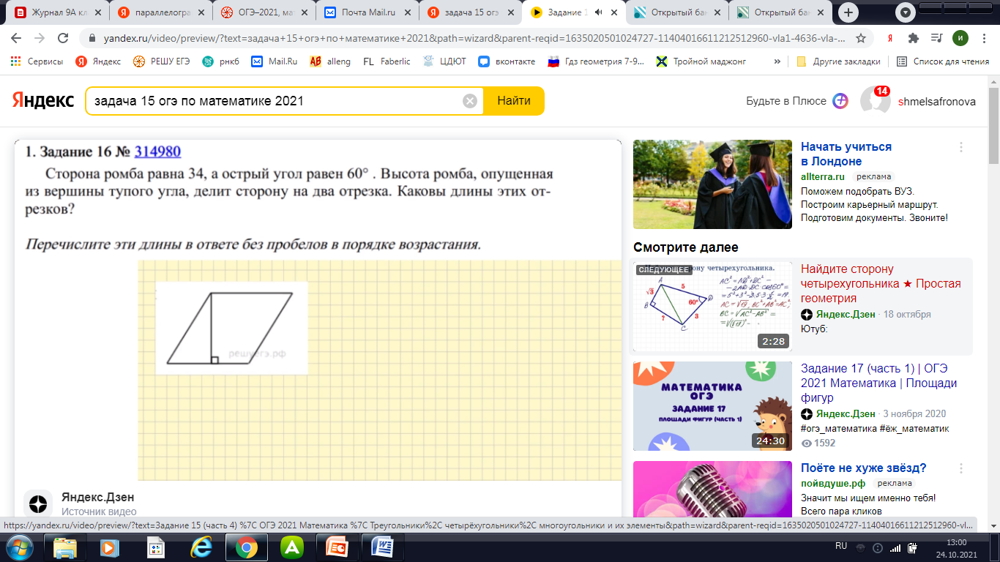 Журнал 9А кл
параллелогра
ОГЭ–2021, ма
Почта Mail.ru
задача 15 огэ
Задание 1
Открытый бан
Открытый бан
yandex.ru/video/preview/?text=задача+15+огэ+по+математике+2021&path=wizard&parent-reqid=1635020501024727-11404016611212512960-vla1-4636-vla-...
Сервисы
Яндекс
РЕШУ ЕГЭ
рнкб
Mail.Ru
alleng
FL Faberlic
ЦДЮТ
вконтакте
Гдз геометрия 7-9...
Тройной маджонг
»
Другие закладки
Список для чтения
Яндекс
задача 15 огэ по математике 2021
Найти
Будьте в Плюсе
14
shmelsafronova
1. Задание 16 № 314980
Сторона ромба равна 34, а острый угол равен 60° . Высота ромба, опущенная
из вершины тупого угла, делит сторону на два отрезка. Каковы длины этих от-
резков?
Перечислите эти длины в ответе без пробелов в порядке возрастания.
решуегэ.рф
Яндекс.Дзен
Источник видео
Начать учиться
в Лондоне
allterra.ru реклама
Поможем подобрать ВУЗ.
Построим карьерный маршрут.
Подготовим документы. Звоните!
Смотрите далее
СЛЕДУЮЩЕЕ
орону четырехугольника.
A
5
√3
B
60°
D
7
3
C
2:28
Найдите сторону
четырехугольника ★ Простая
геометрия
Яндекс.Дзен · 18 октября
Ютуб:
МАТЕМАТИКА
ОГЭ
ЗАДАНИЕ 17
ПЛОЩАДИ ФИГУР (ЧАСТЬ 1)
24:30
Задание 17 (часть 1) | ОГЭ
2021 Математика | Площади
фигур
Яндекс.Дзен
3 ноября 2020
#огэ_математика #ёж_математик
1592
Поёте не хуже звёзд?
пойвдуше.рф реклама
Значит мы ищем именно тебя!
Всего пара кликов
https://yandex.ru/video/preview/?text=Задание 15 (часть 4) %7C ОГЭ 2021 Математика %7C Треугольники%2C четырёхугольники%2C многоугольники и их элементы&path=wizard&parent-reqid=1635020501024727-11404016611212512960-vl...
RU
13:00
24.10.2021